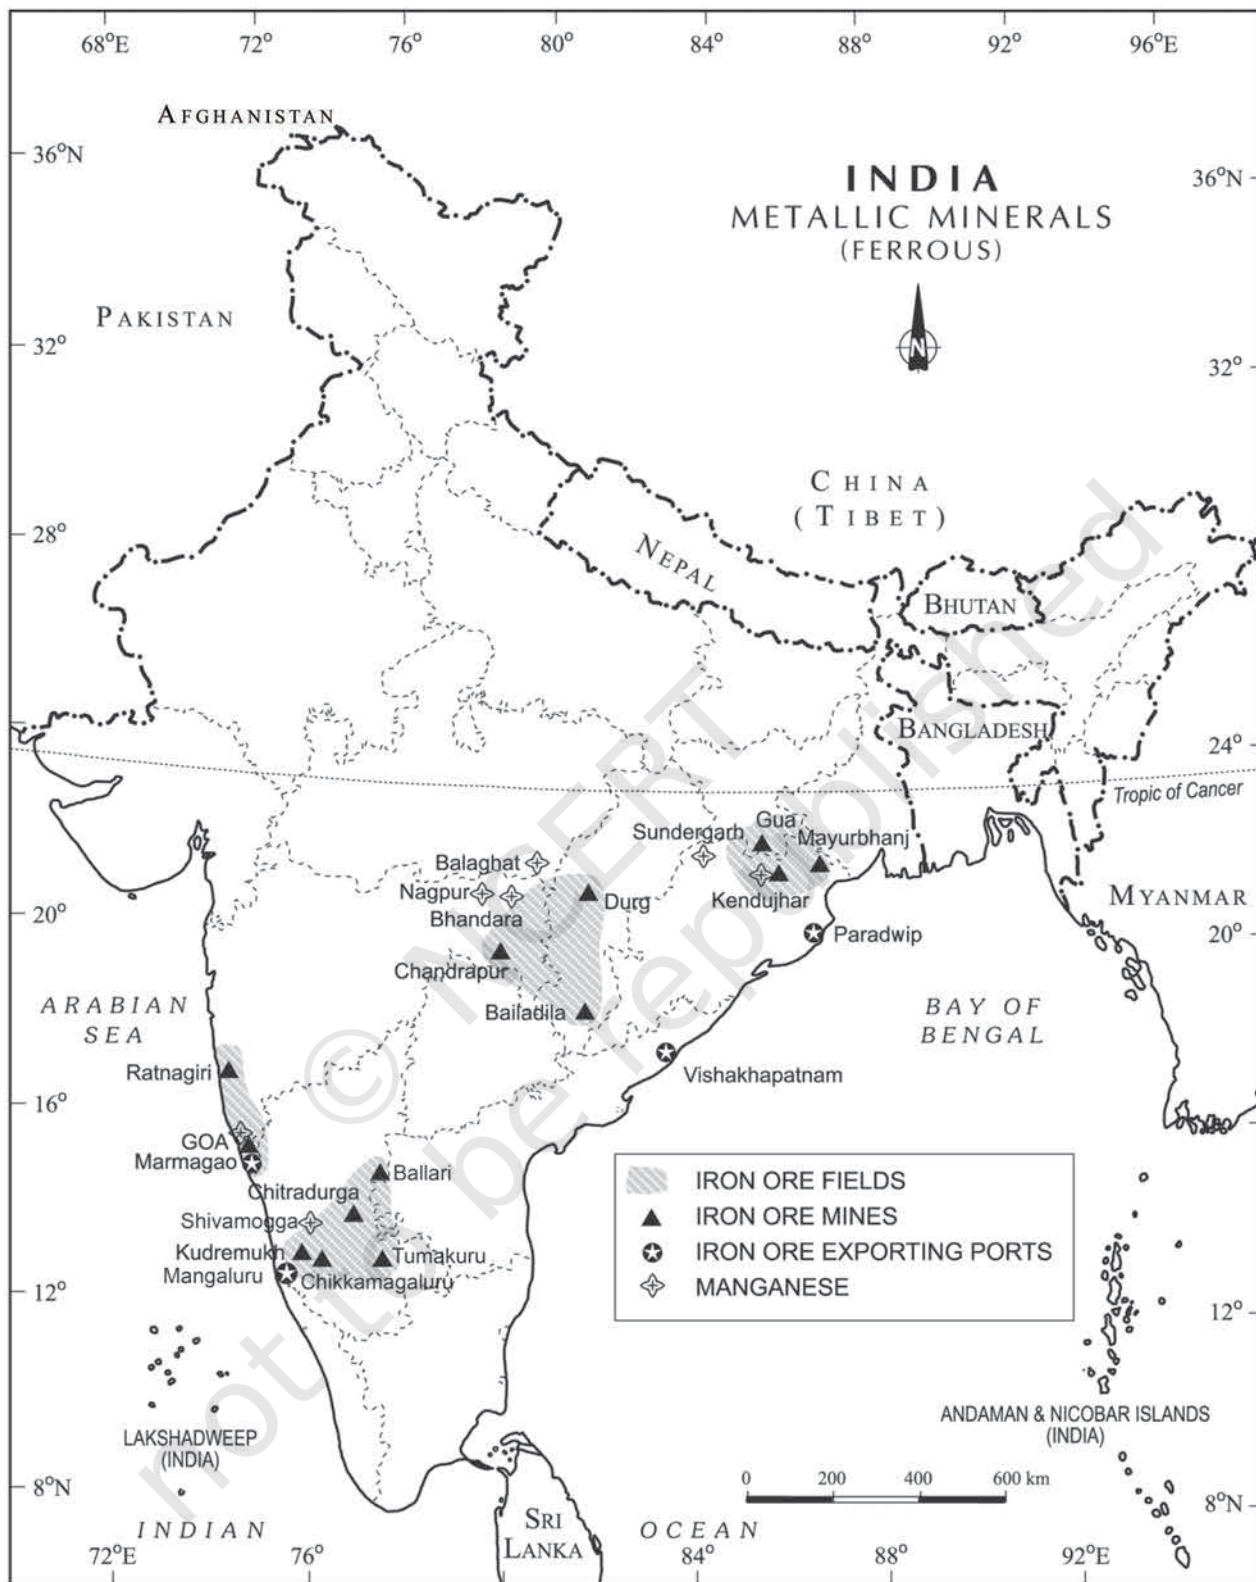 68°E 72° 76° 80° 84° 88° 92° 96°E
AFGHANISTAN
36°N
INDIA
METALLIC MINERALS
(FERROUS)
36°N
N
PAKISTAN
32°
32°
CHINA
(TIBET)
28°
NEPAL
28°
BHUTAN
BANGLADESH
24°
Tropic of Cancer
Gua
Sundergarh
Mayurbhanj
Balaghat
Nagpur
Durg
Kendujhar
MYANMAR
20°
Bhandara
Paradwip
20°
Chandrapur
ARABIAN
SEA
Bailadila
BAY OF
BENGAL
Ratnagiri
Vishakhapatnam
16°
GOA
Marmagao
Ballari
Chitradurga
Shivamogga
Kudremukh
Tumakuru
Mangaluru
Chikkamagaluru
12°
12°
IRON ORE FIELDS
IRON ORE MINES
IRON ORE EXPORTING PORTS
MANGANESE
LAKSHADWEEP
(INDIA)
ANDAMAN & NICOBAR ISLANDS
(INDIA)
0 200 400 600 km
8°N
8°N
INDIAN
OCEAN
SRI
LANKA
72°E 76° 84° 88° 92°E
© NCERT
not to be republished